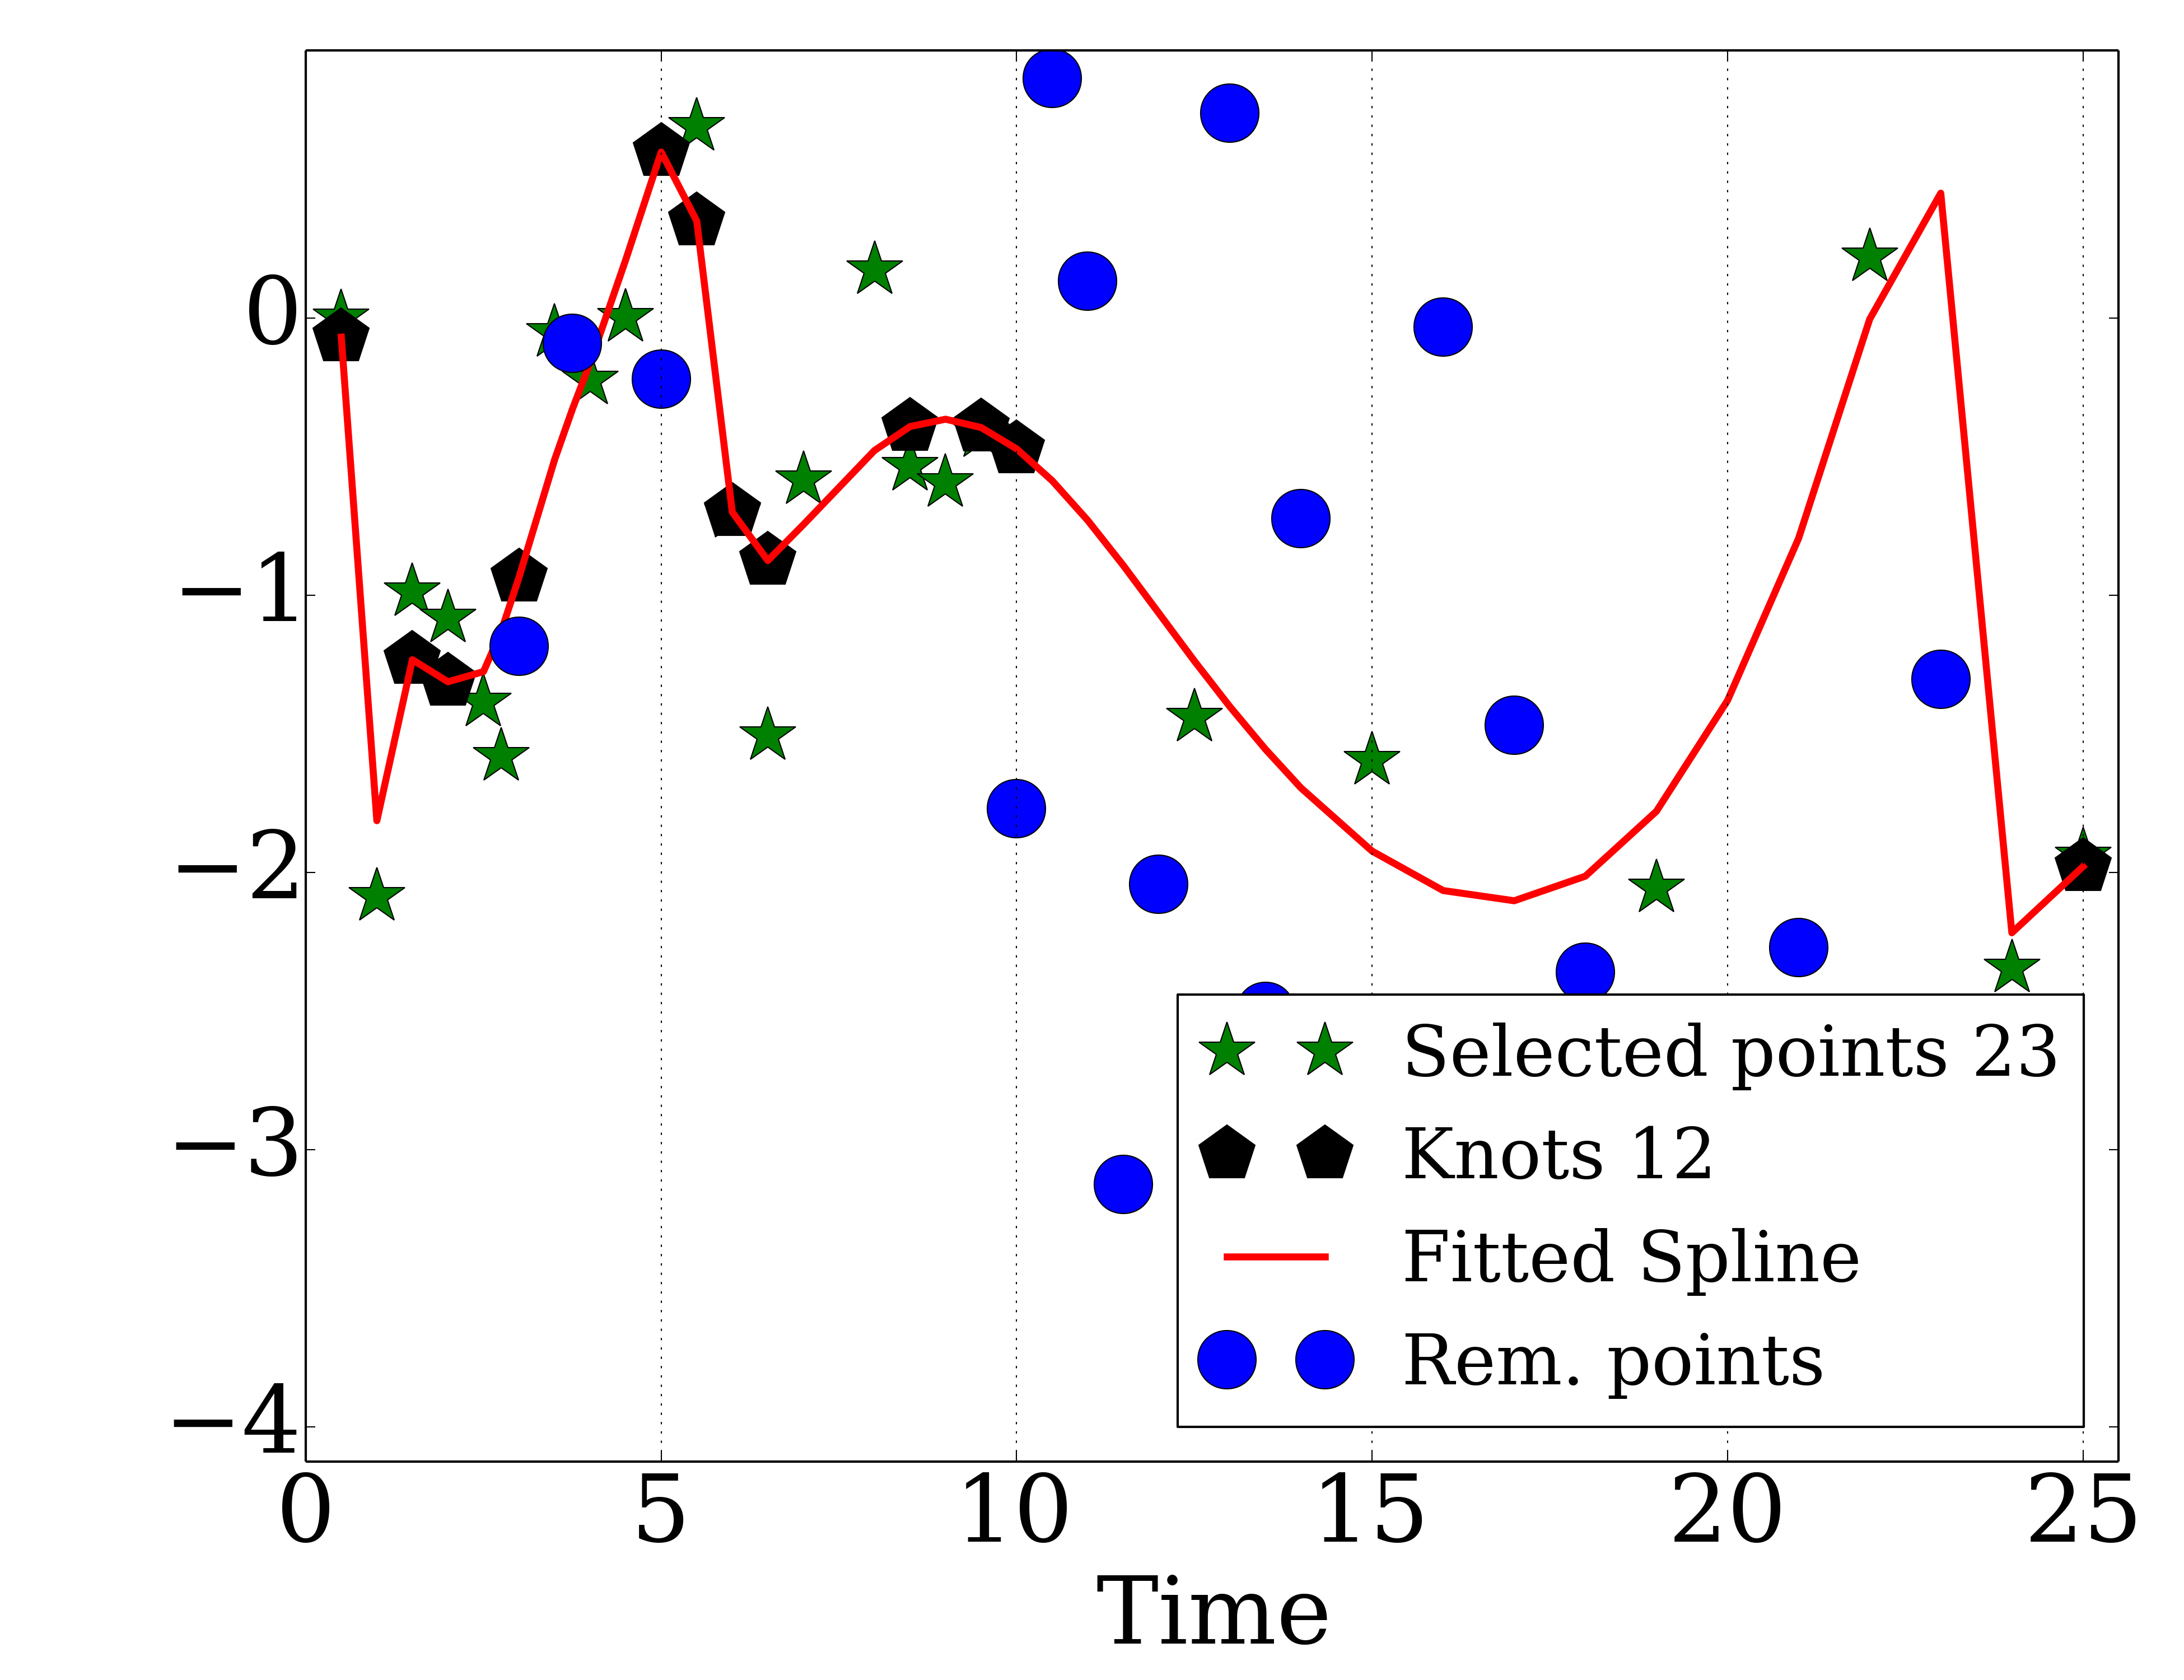 0
−1
−2
−3
−4
Selected points 23
Knots 12
Fitted Spline
Rem. points
0 5 10 15 20 25
Time